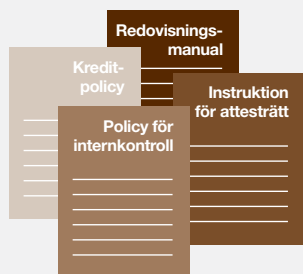 Redovisnings-
manual
Kredit-
policy
Instruktion
för attesträtt
Policy för
internkontroll